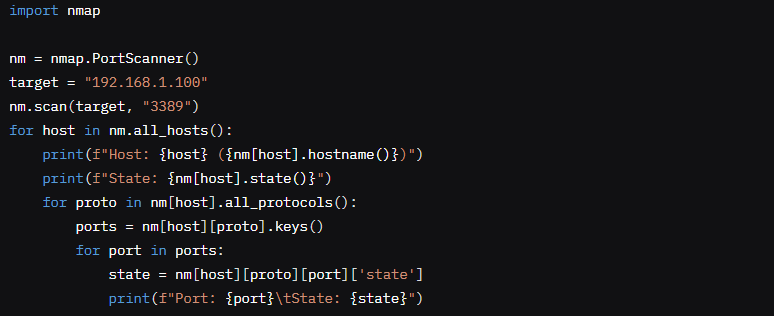 import nmap

nm = nmap.PortScanner()
target = "192.168.1.100"
nm.scan(target, "3389")
for host in nm.all_hosts():
    print(f"Host: {host} ({nm[host].hostname()})")
    print(f"State: {nm[host].state()}")
    for proto in nm[host].all_protocols():
        ports = nm[host][proto].keys()
        for port in ports:
            state = nm[host][proto][port]['state']
            print(f"Port: {port}\tState: {state}")